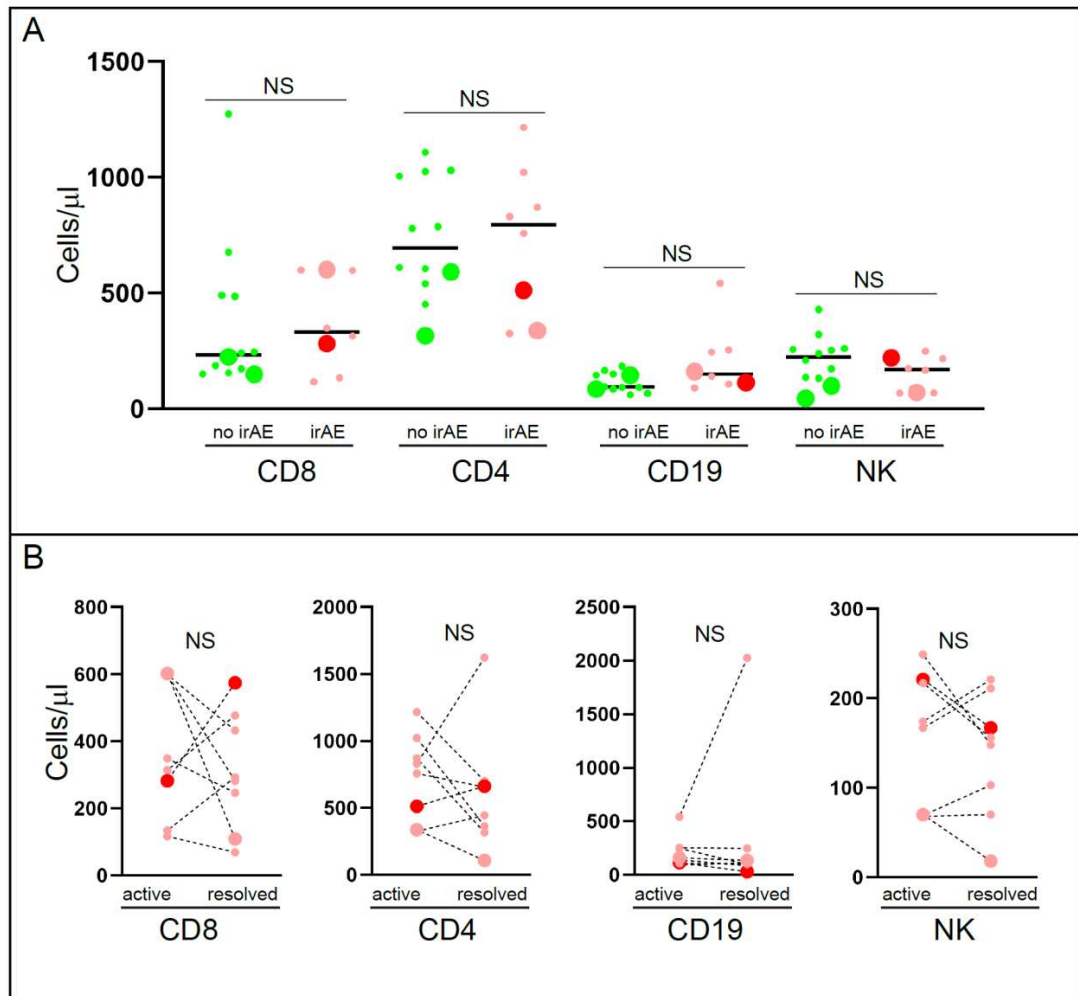 A
1500
1000
500
0
Cells/µl
NS
NS
NS
NS
no irAE irAE no irAE irAE no irAE irAE no irAE irAE
CD8 CD4 CD19 NK
B
800
600
400
200
0
Cells/µl
NS
active resolved
CD8
2000
1500
1000
500
0
NS
active resolved
CD4
2500
2000
1500
1000
500
0
NS
active resolved
CD19
300
200
100
0
NS
active resolved
NK